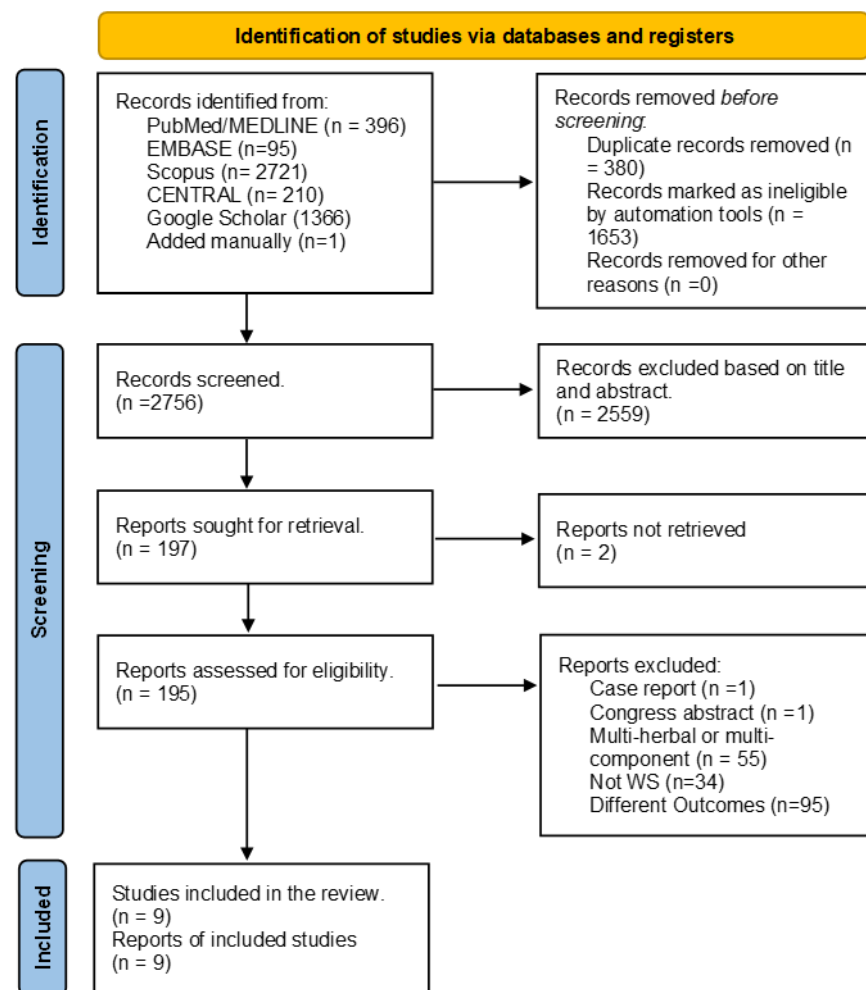 Identification of studies via databases and registers
Identification
Records identified from:
PubMed/MEDLINE (n = 396)
EMBASE (n=95)
Scopus (n= 2721)
CENTRAL (n= 210)
Google Scholar (1366)
Added manually (n=1)
Records removed before
screening:
Duplicate records removed (n
= 380)
Records marked as ineligible
by automation tools (n =
1653)
Records removed for other
reasons (n =0)
Screening
Records screened.
(n =2756)
Records excluded based on title
and abstract.
(n = 2559)
Reports sought for retrieval.
(n = 197)
Reports not retrieved
(n = 2)
Reports assessed for eligibility.
(n = 195)
Reports excluded:
Case report (n =1)
Congress abstract (n =1)
Multi-herbal or multi-
component (n = 55)
Not WS (n=34)
Different Outcomes (n=95)
Included
Studies included in the review.
(n = 9)
Reports of included studies
(n = 9)